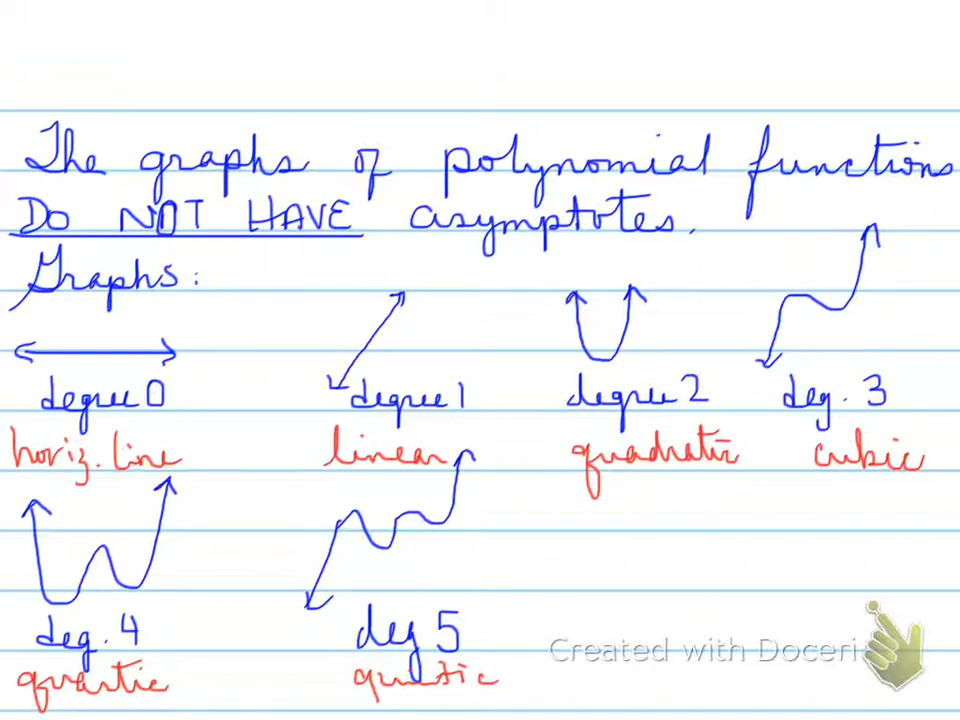 The graphs of polynomial functions
DO NOT HAVE asymptotes.
Graphs:
degree 0 degree 1 degree 2 deg. 3
horiz. line linear quadratic cubic
deg. 4 deg 5
quartic quintic
Created with Doceri